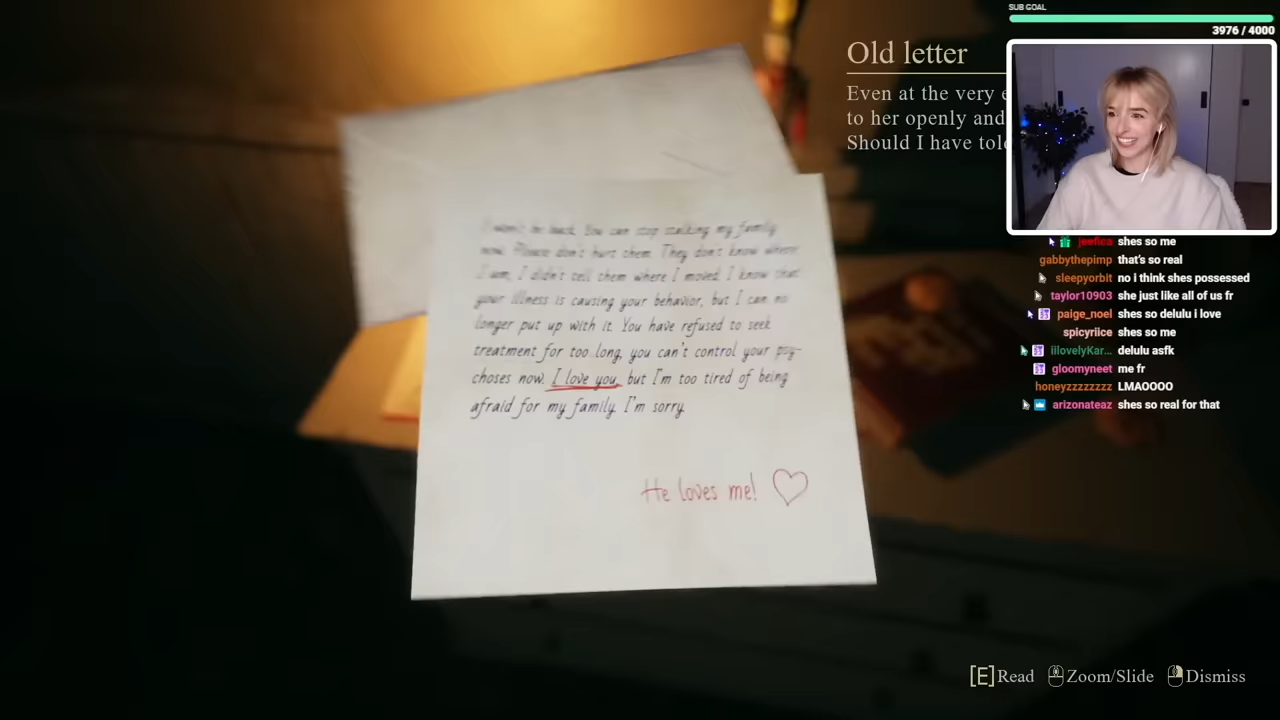 SUB GOAL
3976 / 4000
Old letter
Even at the very
to her openly and
Should I have told
I won't be back. You can stop stalking my family
now. Please don't hurt them. They don't know where
I am, I didn't tell them where I moved. I know that
your illness is causing your behavior, but I can no
longer put up with it. You have refused to seek
treatment for too long, you can't control your psy-
choses now. I love you, but I'm too tired of being
afraid for my family. I'm sorry.
He loves me!
jeefica shes so me
gabbythepimp that's so real
sleepyorbit no i think shes possessed
taylor10903 she just like all of us fr
paige_noel shes so delulu i love
spicyriice shes so me
iilovelyKar... delulu asfk
gloomyneet me fr
honeyzzzzzzzz LMAOOOO
arizonateaz shes so real for that
[E]Read Zoom/Slide Dismiss